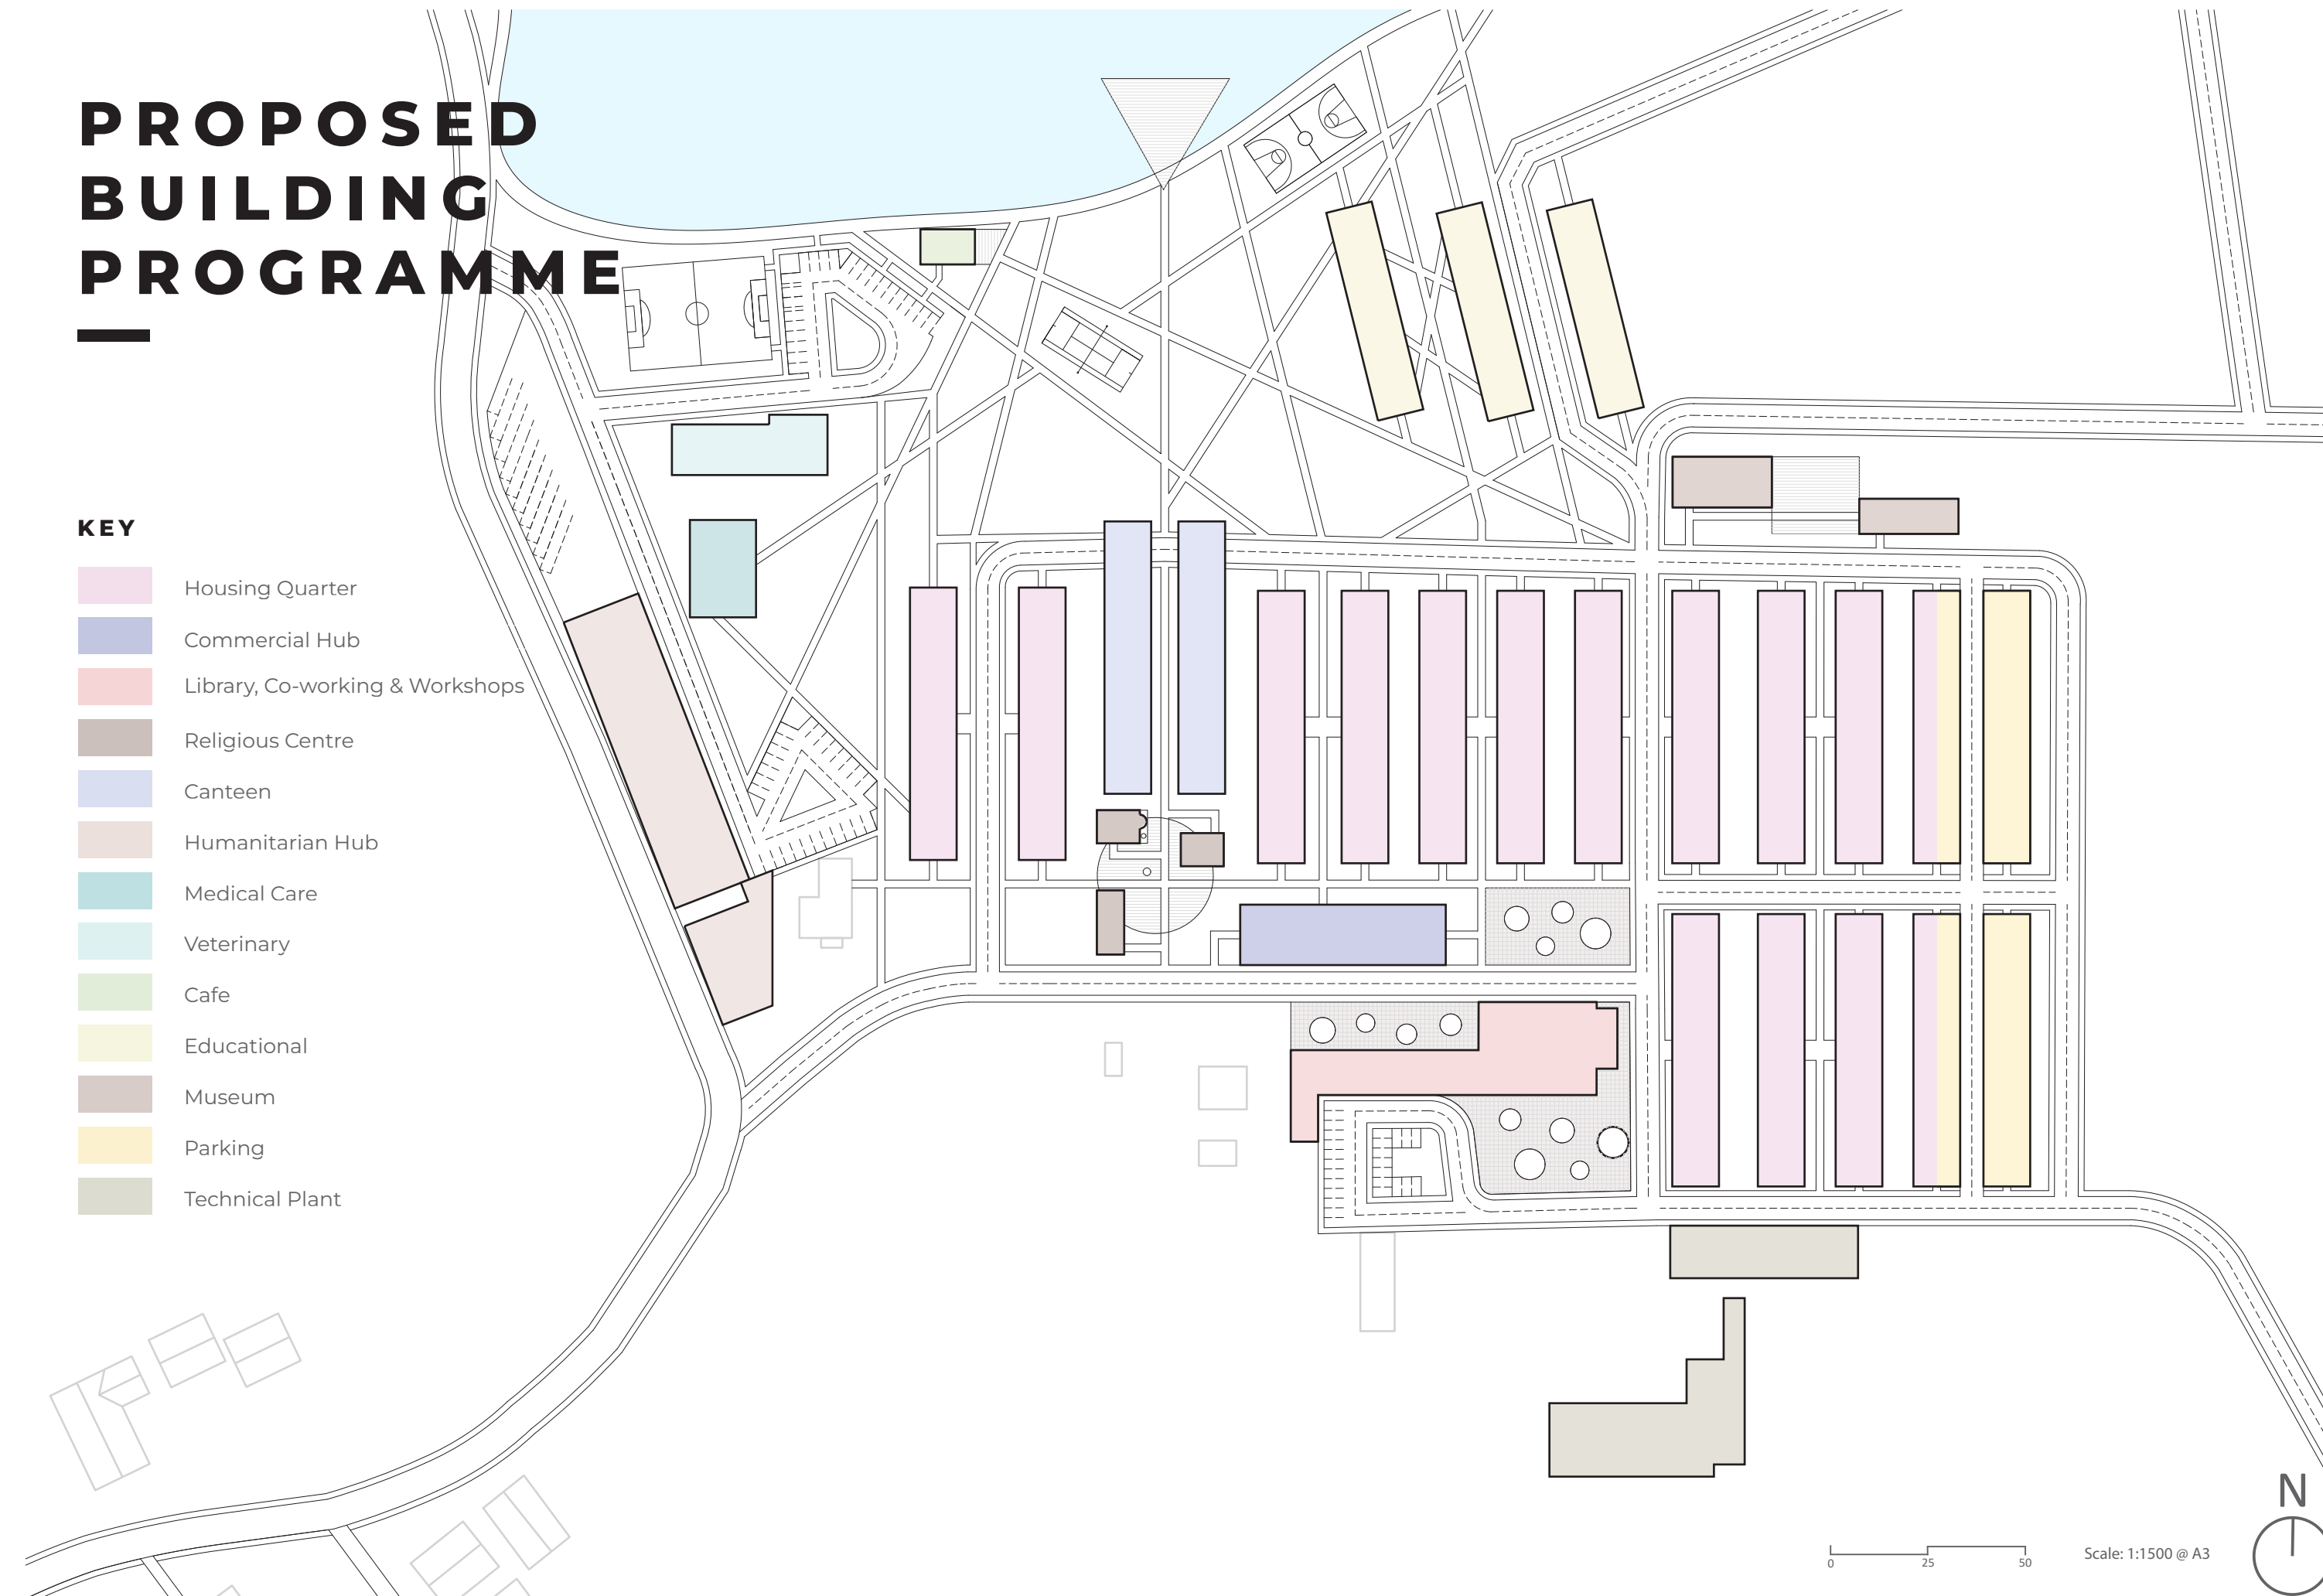 PROPOSED
BUILDING
PROGRAMME
KEY
Housing Quarter
Commercial Hub
Library, Co-working & Workshops
Religious Centre
Canteen
Humanitarian Hub
Medical Care
Veterinary
Cafe
Educational
Museum
Parking
Technical Plant
N
0 25 50
Scale: 1:1500 @ A3